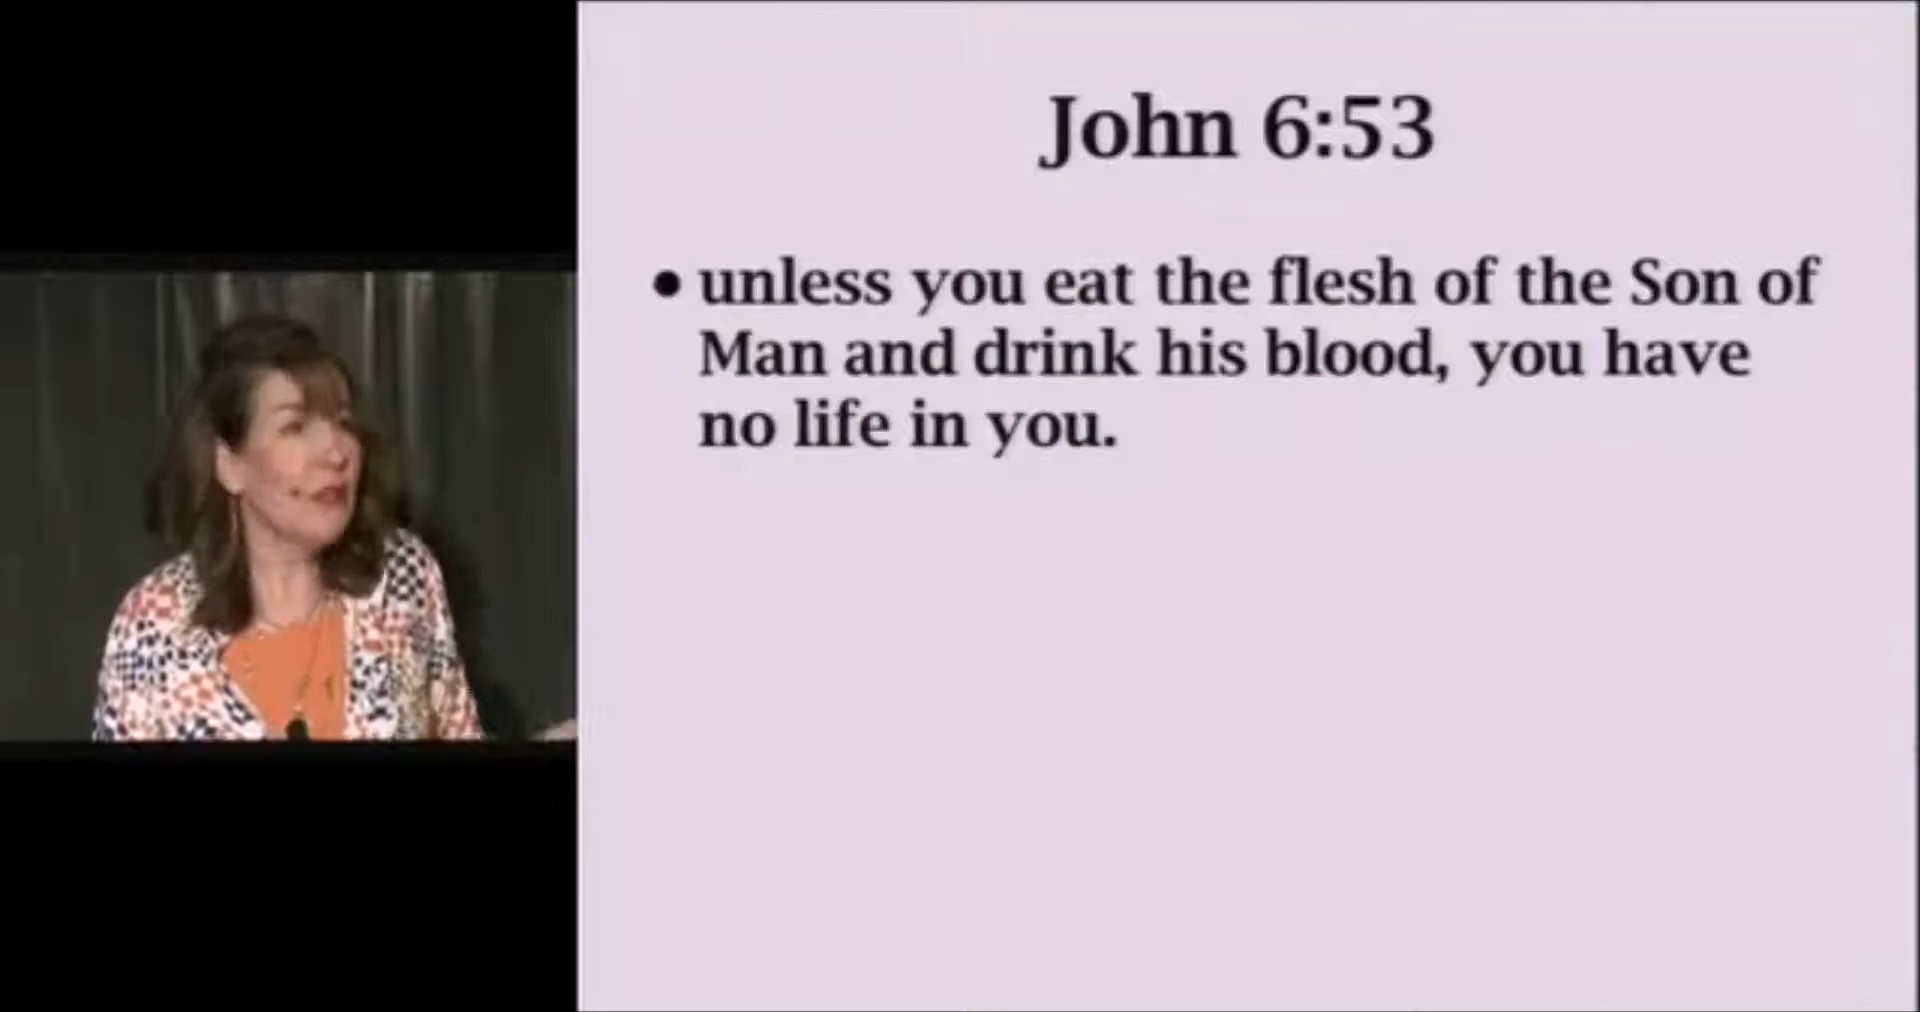 John 6:53
• unless you eat the flesh of the Son of
Man and drink his blood, you have
no life in you.